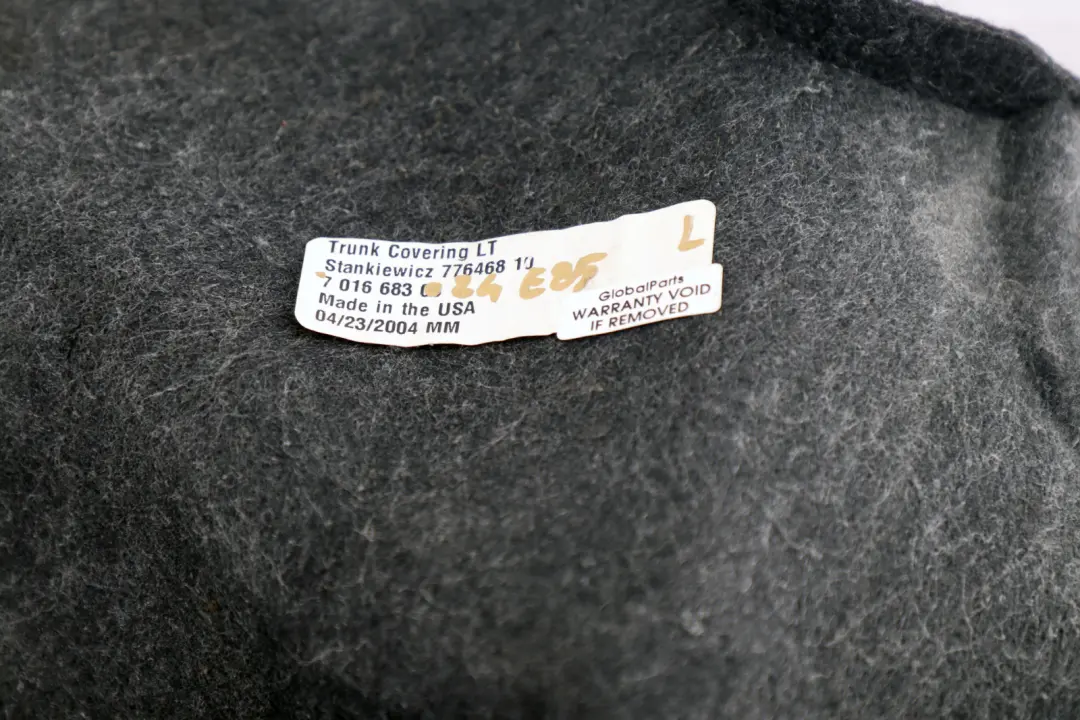 Trunk Covering LT
Stankiewicz 776468 10
7 016 683
Made in the USA
04/23/2004 MM
24 E85
L
GlobalParts
WARRANTY VOID
IF REMOVED